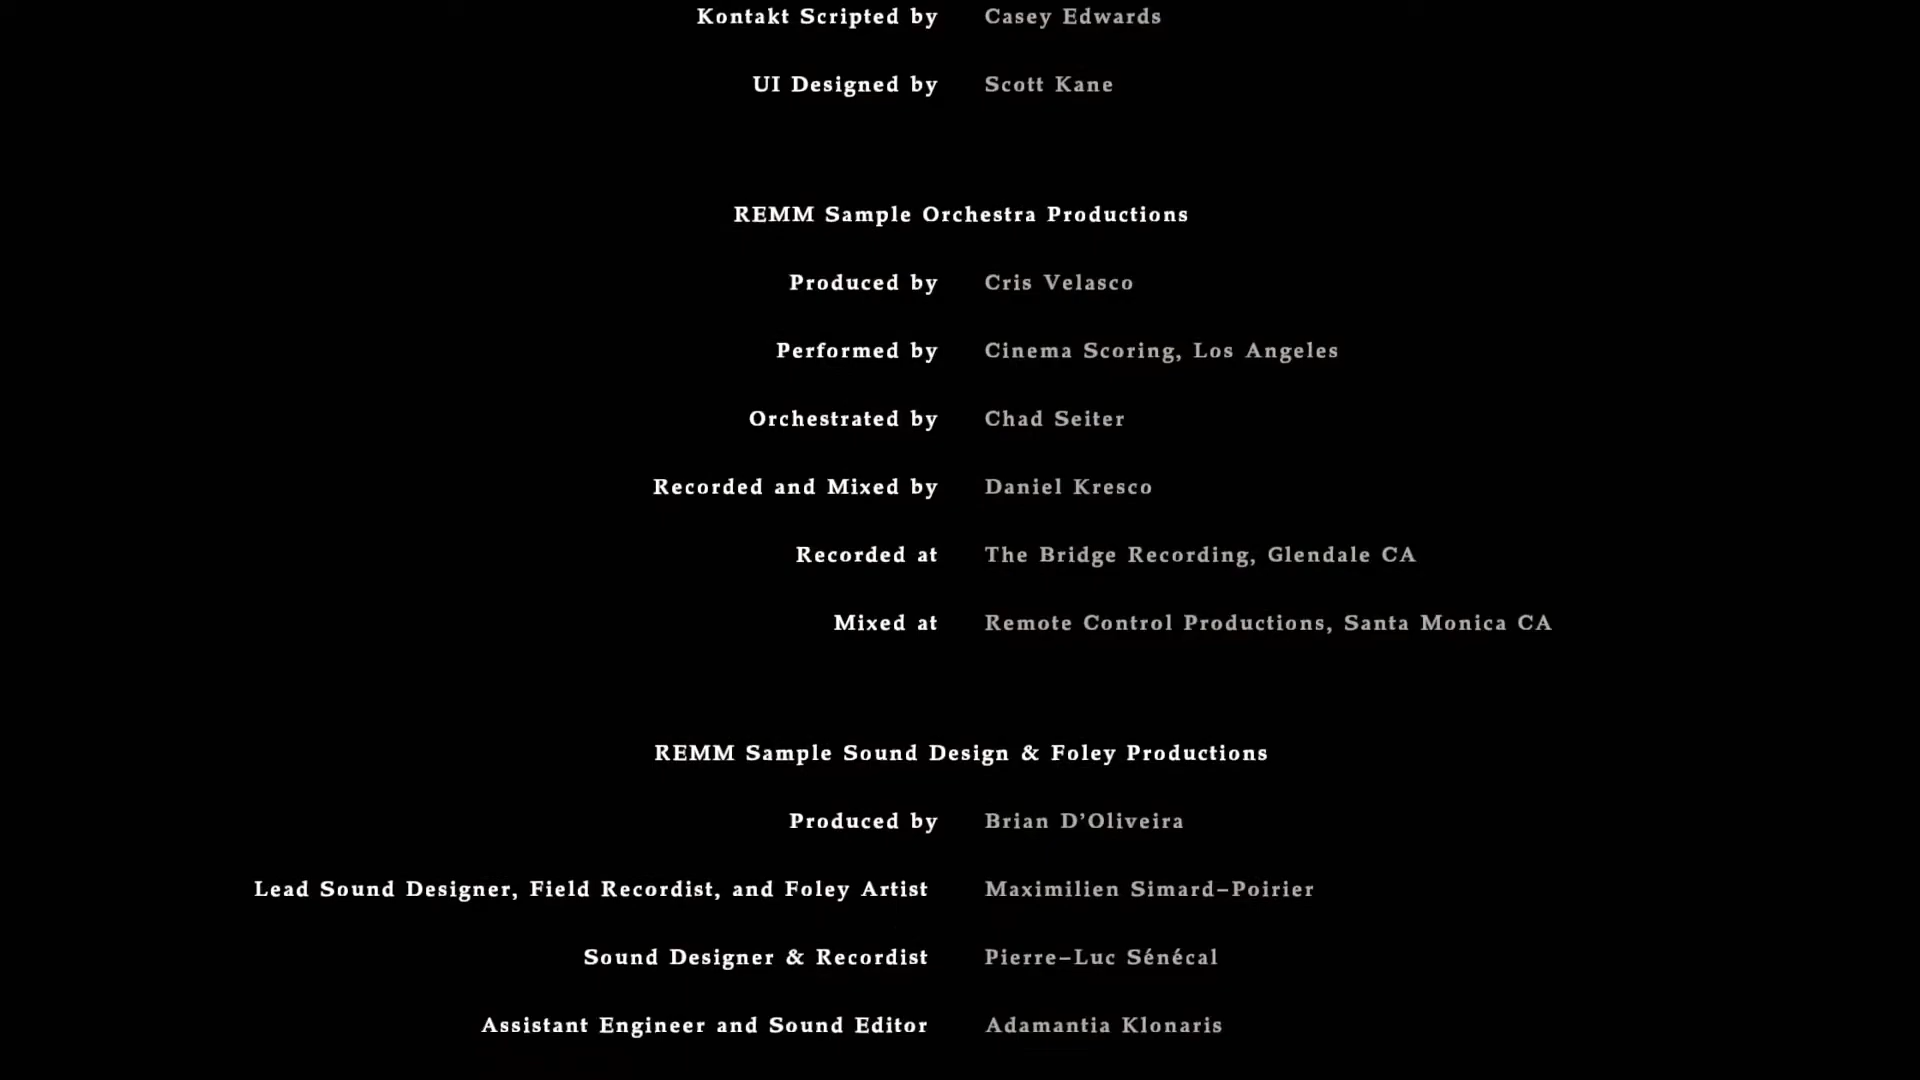 Kontakt Scripted by Casey Edwards
UI Designed by Scott Kane
REMM Sample Orchestra Productions
Produced by Cris Velasco
Performed by Cinema Scoring, Los Angeles
Orchestrated by Chad Seiter
Recorded and Mixed by Daniel Kresco
Recorded at The Bridge Recording, Glendale CA
Mixed at Remote Control Productions, Santa Monica CA
REMM Sample Sound Design & Foley Productions
Produced by Brian D’Oliveira
Lead Sound Designer, Field Recordist, and Foley Artist Maximilien Simard–Poirier
Sound Designer & Recordist Pierre–Luc Sénécal
Assistant Engineer and Sound Editor Adamantia Klonaris